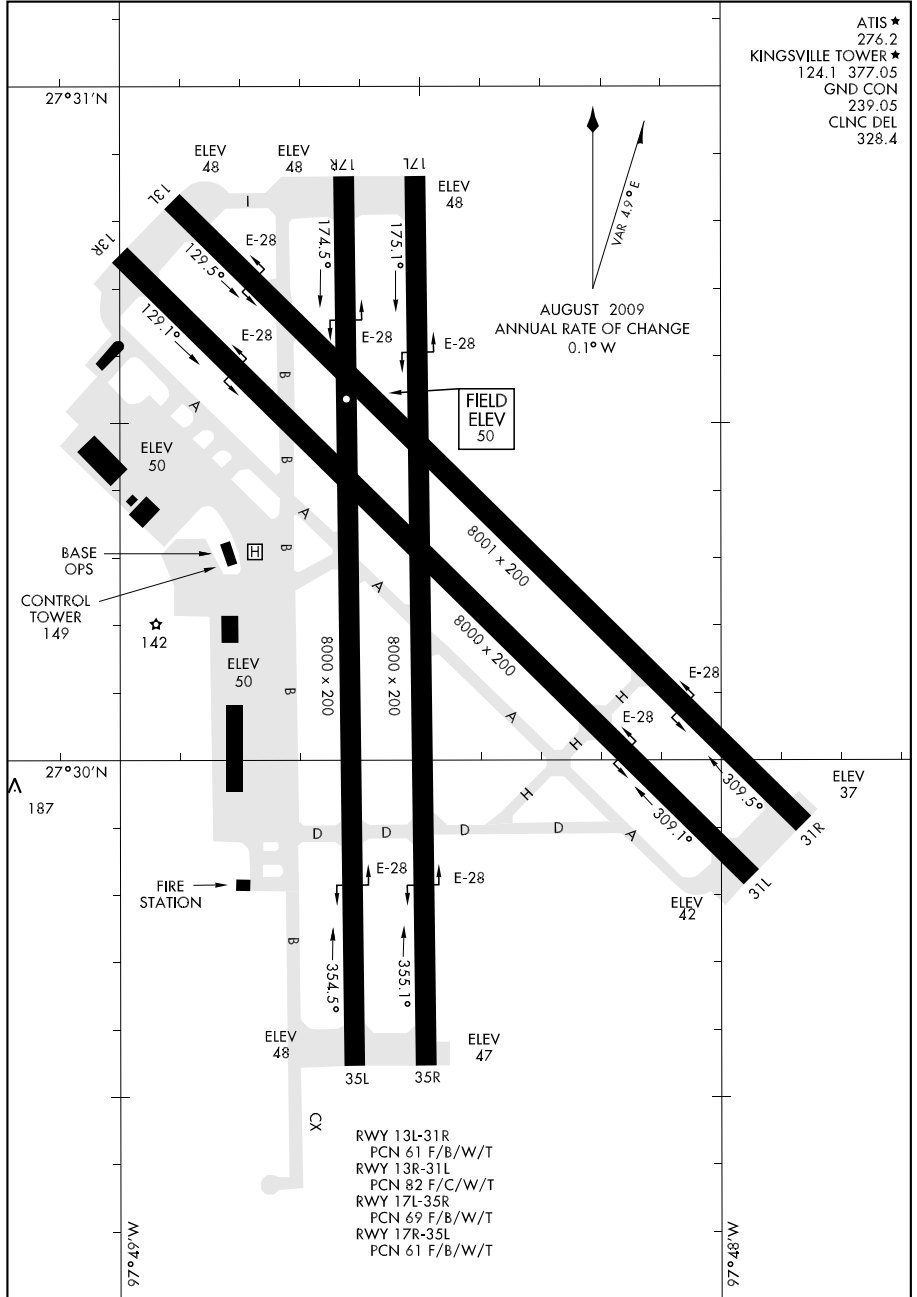 ATIS ★
276.2
KINGSVILLE TOWER ★
124.1 377.05
GND CON
239.05
CLNC DEL
328.4
27°31'N
ELEV
48
ELEV
48
17R
17L
ELEV
48
13L
13R
I
E-28
174.5°
175.1°
129.5°
VAR 4.9° E
AUGUST 2009
ANNUAL RATE OF CHANGE
0.1° W
129.1°
E-28
E-28
E-28
B
A
FIELD
ELEV
50
ELEV
50
B
A
B
H
BASE
OPS
A
8001 x 200
CONTROL
TOWER
149
142
8000 x 200
8000 x 200
8000 x 200
ELEV
50
B
E-28
H
A
E-28
H
27°30'N
187
H
309.5°
ELEV
37
309.1°
D
D
D
D
A
31R
31L
E-28
E-28
FIRE
STATION
ELEV
42
B
354.5°
355.1°
ELEV
48
ELEV
47
35L
35R
CX
RWY 13L-31R
PCN 61 F/B/W/T
RWY 13R-31L
PCN 82 F/C/W/T
RWY 17L-35R
PCN 69 F/B/W/T
RWY 17R-35L
PCN 61 F/B/W/T
97°49'W
97°48'W